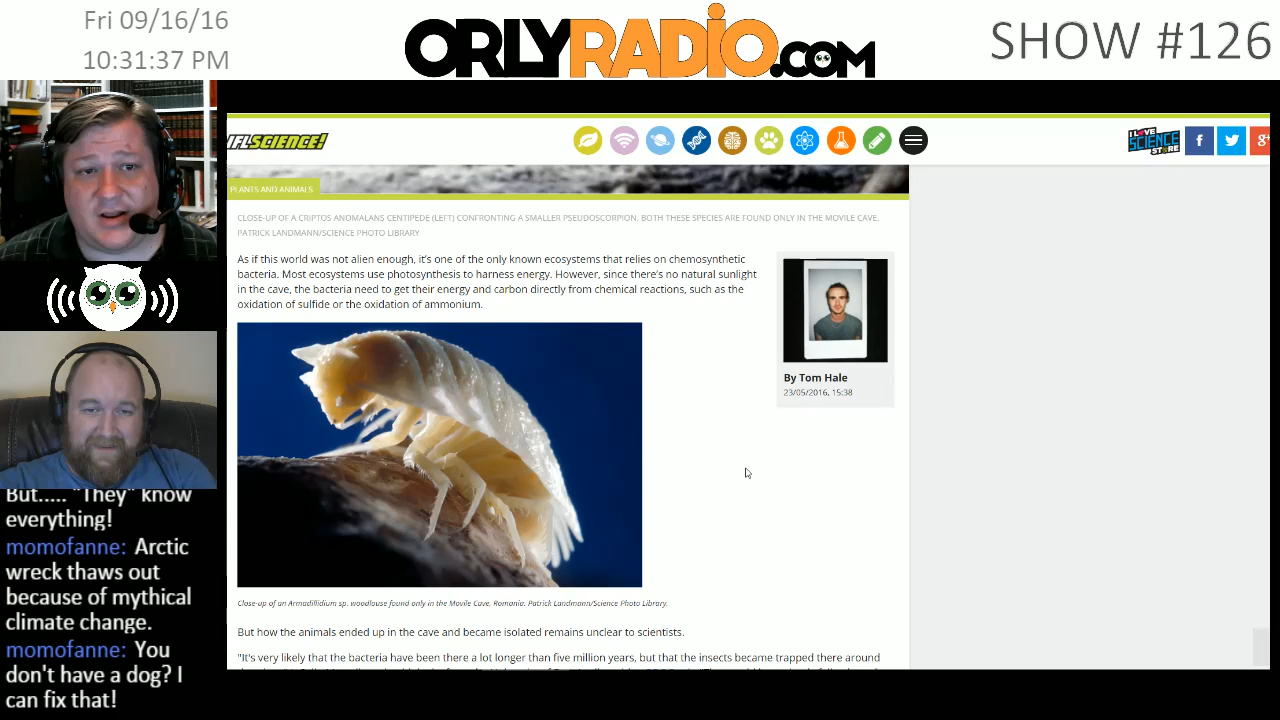 Fri 09/16/16
10:31:37 PM
ORLYRADiO.COM
SHOW #126
IFLSCIENCE!
I LOVE
SCIENCE
STORE
f
g+
PLANTS AND ANIMALS
CLOSE-UP OF A CRIPTOS ANOMALANS CENTIPEDE (LEFT) CONFRONTING A SMALLER PSEUDOSCORPION. BOTH THESE SPECIES ARE FOUND ONLY IN THE MOVILE CAVE.
PATRICK LANDMANN/SCIENCE PHOTO LIBRARY
As if this world was not alien enough, it's one of the only known ecosystems that relies on chemosynthetic
bacteria. Most ecosystems use photosynthesis to harness energy. However, since there's no natural sunlight
in the cave, the bacteria need to get their energy and carbon directly from chemical reactions, such as the
oxidation of sulfide or the oxidation of ammonium.
By Tom Hale
23/05/2016, 15:38
Close-up of an Armadillidium sp. woodlouse found only in the Movile Cave, Romania. Patrick Landmann/Science Photo Library.
But how the animals ended up in the cave and became isolated remains unclear to scientists.
"It's very likely that the bacteria have been there a lot longer than five million years, but that the insects became trapped there around
But..... "They" know
everything!
momofanne: Arctic
wreck thaws out
because of mythical
climate change.
momofanne: You
don't have a dog? I
can fix that!